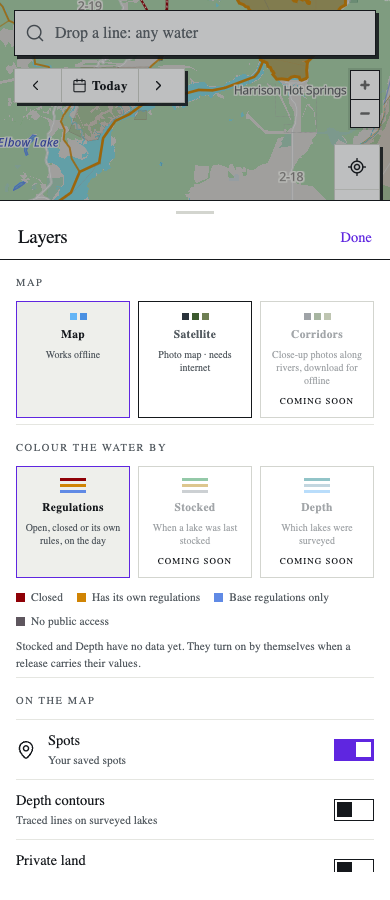 2-19
Drop a line: any water
Today
Harrison Hot Springs
Elbow Lake
2-18
Layers
Done
MAP
Map
Works offline
Satellite
Photo map · needs
internet
Corridors
Close-up photos along
rivers, download for
offline
COMING SOON
COLOUR THE WATER BY
Regulations
Open, closed or its own
rules, on the day
Stocked
When a lake was last
stocked
COMING SOON
Depth
Which lakes were
surveyed
COMING SOON
Closed
Has its own regulations
Base regulations only
No public access
Stocked and Depth have no data yet. They turn on by themselves when a
release carries their values.
ON THE MAP
Spots
Your saved spots
Depth contours
Traced lines on surveyed lakes
Private land